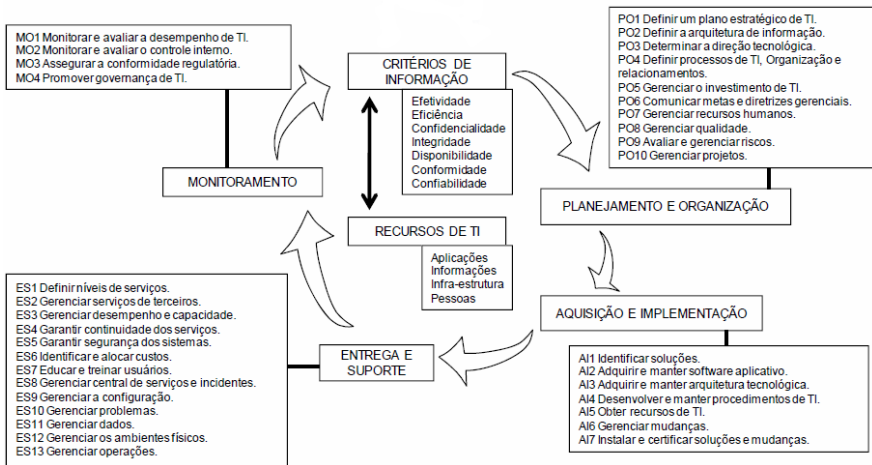 MO1 Monitorar e avaliar a desempenho de TI.
MO2 Monitorar e avaliar o controle interno.
MO3 Assegurar a conformidade regulatória.
MO4 Promover governança de TI.
MONITORAMENTO
CRITÉRIOS DE
INFORMAÇÃO
Efetividade
Eficiência
Confidencialidade
Integridade
Disponibilidade
Conformidade
Confiabilidade
RECURSOS DE TI
Aplicações
Informações
Infra-estrutura
Pessoas
PO1 Definir um plano estratégico de TI.
PO2 Definir a arquitetura de informação.
PO3 Determinar a direção tecnológica.
PO4 Definir processos de TI, Organização e
relacionamentos.
PO5 Gerenciar o investimento de TI.
PO6 Comunicar metas e diretrizes gerenciais.
PO7 Gerenciar recursos humanos.
PO8 Gerenciar qualidade.
PO9 Avaliar e gerenciar riscos.
PO10 Gerenciar projetos.
PLANEJAMENTO E ORGANIZAÇÃO
AQUISIÇÃO E IMPLEMENTAÇÃO
AI1 Identificar soluções.
AI2 Adquirir e manter software aplicativo.
AI3 Adquirir e manter arquitetura tecnológica.
AI4 Desenvolver e manter procedimentos de TI.
AI5 Obter recursos de TI.
AI6 Gerenciar mudanças.
AI7 Instalar e certificar soluções e mudanças.
ENTREGA E
SUPORTE
ES1 Definir níveis de serviços.
ES2 Gerenciar serviços de terceiros.
ES3 Gerenciar desempenho e capacidade.
ES4 Garantir continuidade dos serviços.
ES5 Garantir segurança dos sistemas.
ES6 Identificar e alocar custos.
ES7 Educar e treinar usuários.
ES8 Gerenciar central de serviços e incidentes.
ES9 Gerenciar a configuração.
ES10 Gerenciar problemas.
ES11 Gerenciar dados.
ES12 Gerenciar os ambientes físicos.
ES13 Gerenciar operações.